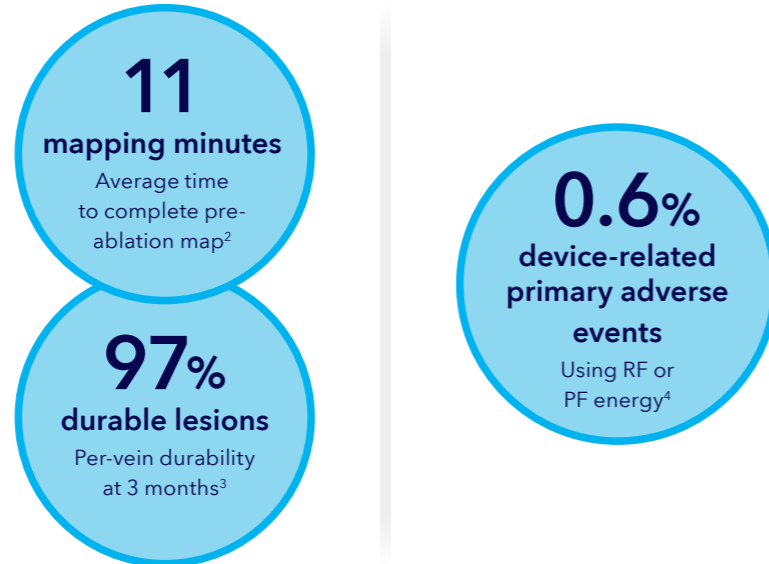 11
mapping minutes
Average time
to complete pre-
ablation map²
97%
durable lesions
Per-vein durability
at 3 months³
0.6%
device-related
primary adverse
events
Using RF or
PF energy⁴